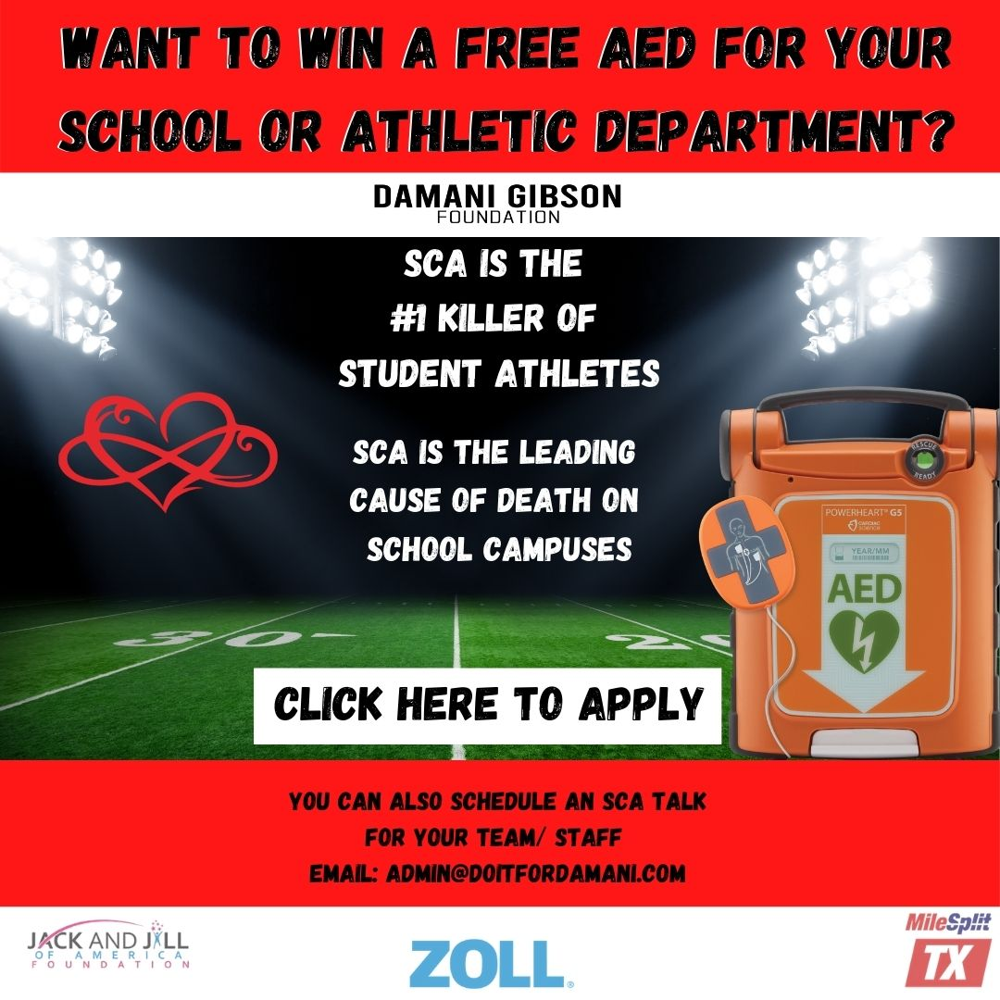 WANT TO WIN A FREE AED FOR YOUR
SCHOOL OR ATHLETIC DEPARTMENT?
DAMANI GIBSON
FOUNDATION
SCA IS THE
#1 KILLER OF
STUDENT ATHLETES
SCA IS THE LEADING
CAUSE OF DEATH ON
SCHOOL CAMPUSES
RESCUE
READY
POWERHEART™ G5
CARDIAC
SCIENCE
YEAR/MM
AED
30
20
CLICK HERE TO APPLY
YOU CAN ALSO SCHEDULE AN SCA TALK
FOR YOUR TEAM/ STAFF
EMAIL: ADMIN@DOITFORDAMANI.COM
JACK AND JILL
OF AMERICA
FOUNDATION
ZOLL®
MileSplit
TX